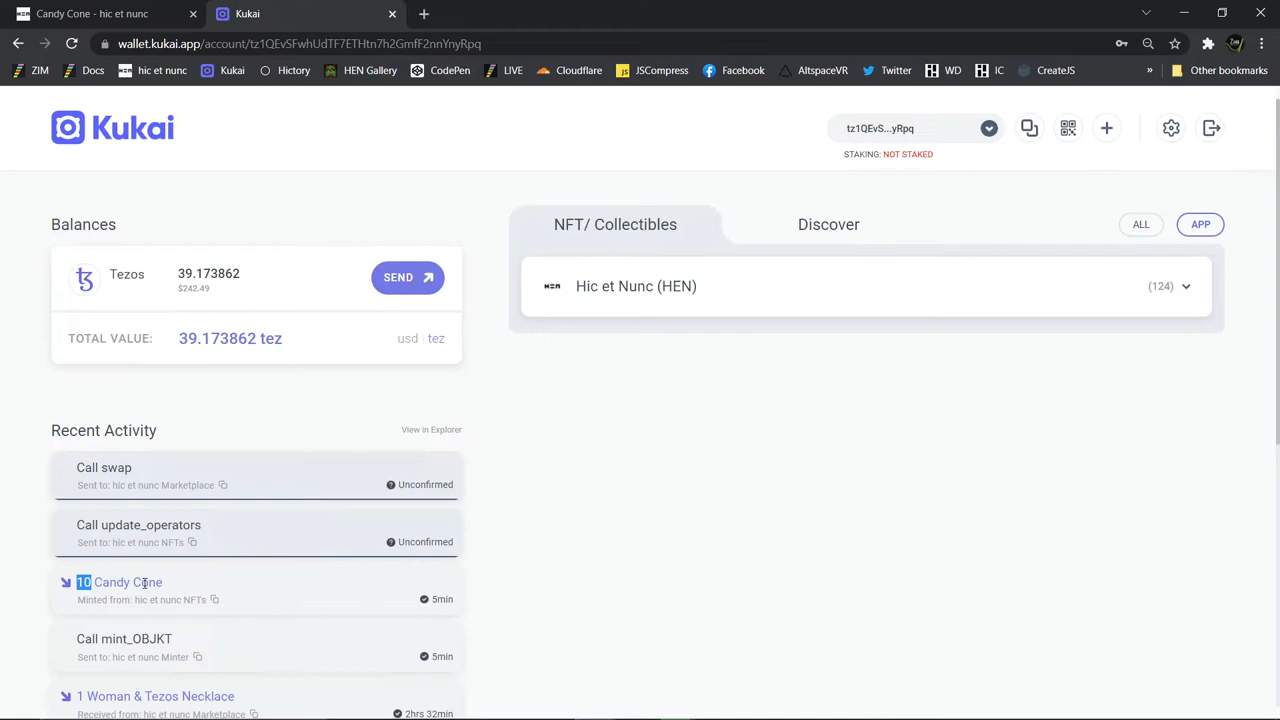 Candy Cone - hic et nunc
Kukai
wallet.kukai.app/account/tz1QEvSFwhUdTF7ETHtn7h2GmfF2nnYnyRpq
ZIM Docs hic et nunc Kukai Hictory HEN Gallery CodePen LIVE Cloudflare JSCompress Facebook AltspaceVR Twitter WD IC CreateJS » Other bookmarks
Kukai
tz1QEvS...yRpq
STAKING: NOT STAKED
Balances
Tezos
39.173862
$242.49
SEND
TOTAL VALUE: 39.173862 tez usd | tez
NFT/ Collectibles
Discover
ALL
APP
Hic et Nunc (HEN) (124)
Recent Activity
View in Explorer
Call swap
Sent to: hic et nunc Marketplace
Unconfirmed
Call update_operators
Sent to: hic et nunc NFTs
Unconfirmed
10 Candy Cone
Minted from: hic et nunc NFTs
5min
Call mint_OBJKT
Sent to: hic et nunc Minter
5min
1 Woman & Tezos Necklace
Received from: hic et nunc Marketplace
2hrs 32min